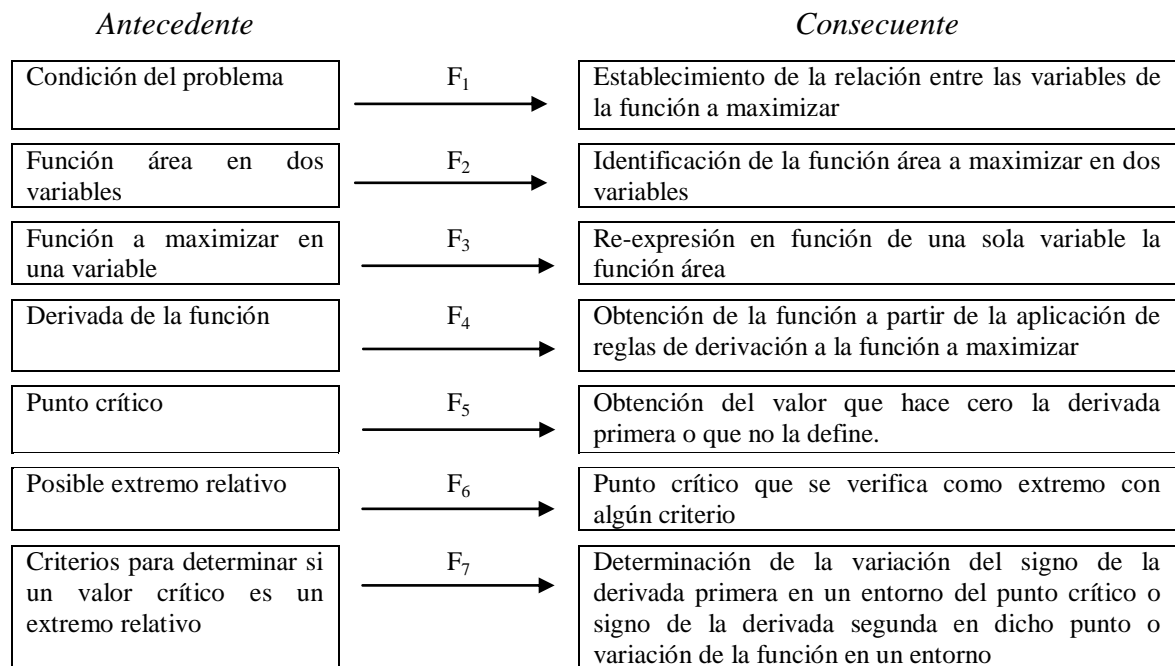 Antecedente
Consecuente
Condición del problema
F1
Establecimiento de la relación entre las variables de
la función a maximizar
Función área en dos
variables
F2
Identificación de la función área a maximizar en dos
variables
Función a maximizar en
una variable
F3
Re-expresión en función de una sola variable la
función área
Derivada de la función
F4
Obtención de la función a partir de la aplicación de
reglas de derivación a la función a maximizar
Punto crítico
F5
Obtención del valor que hace cero la derivada
primera o que no la define.
Posible extremo relativo
F6
Punto crítico que se verifica como extremo con
algún criterio
Criterios para determinar si
un valor crítico es un
extremo relativo
F7
Determinación de la variación del signo de la
derivada primera en un entorno del punto crítico o
signo de la derivada segunda en dicho punto o
variación de la función en un entorno